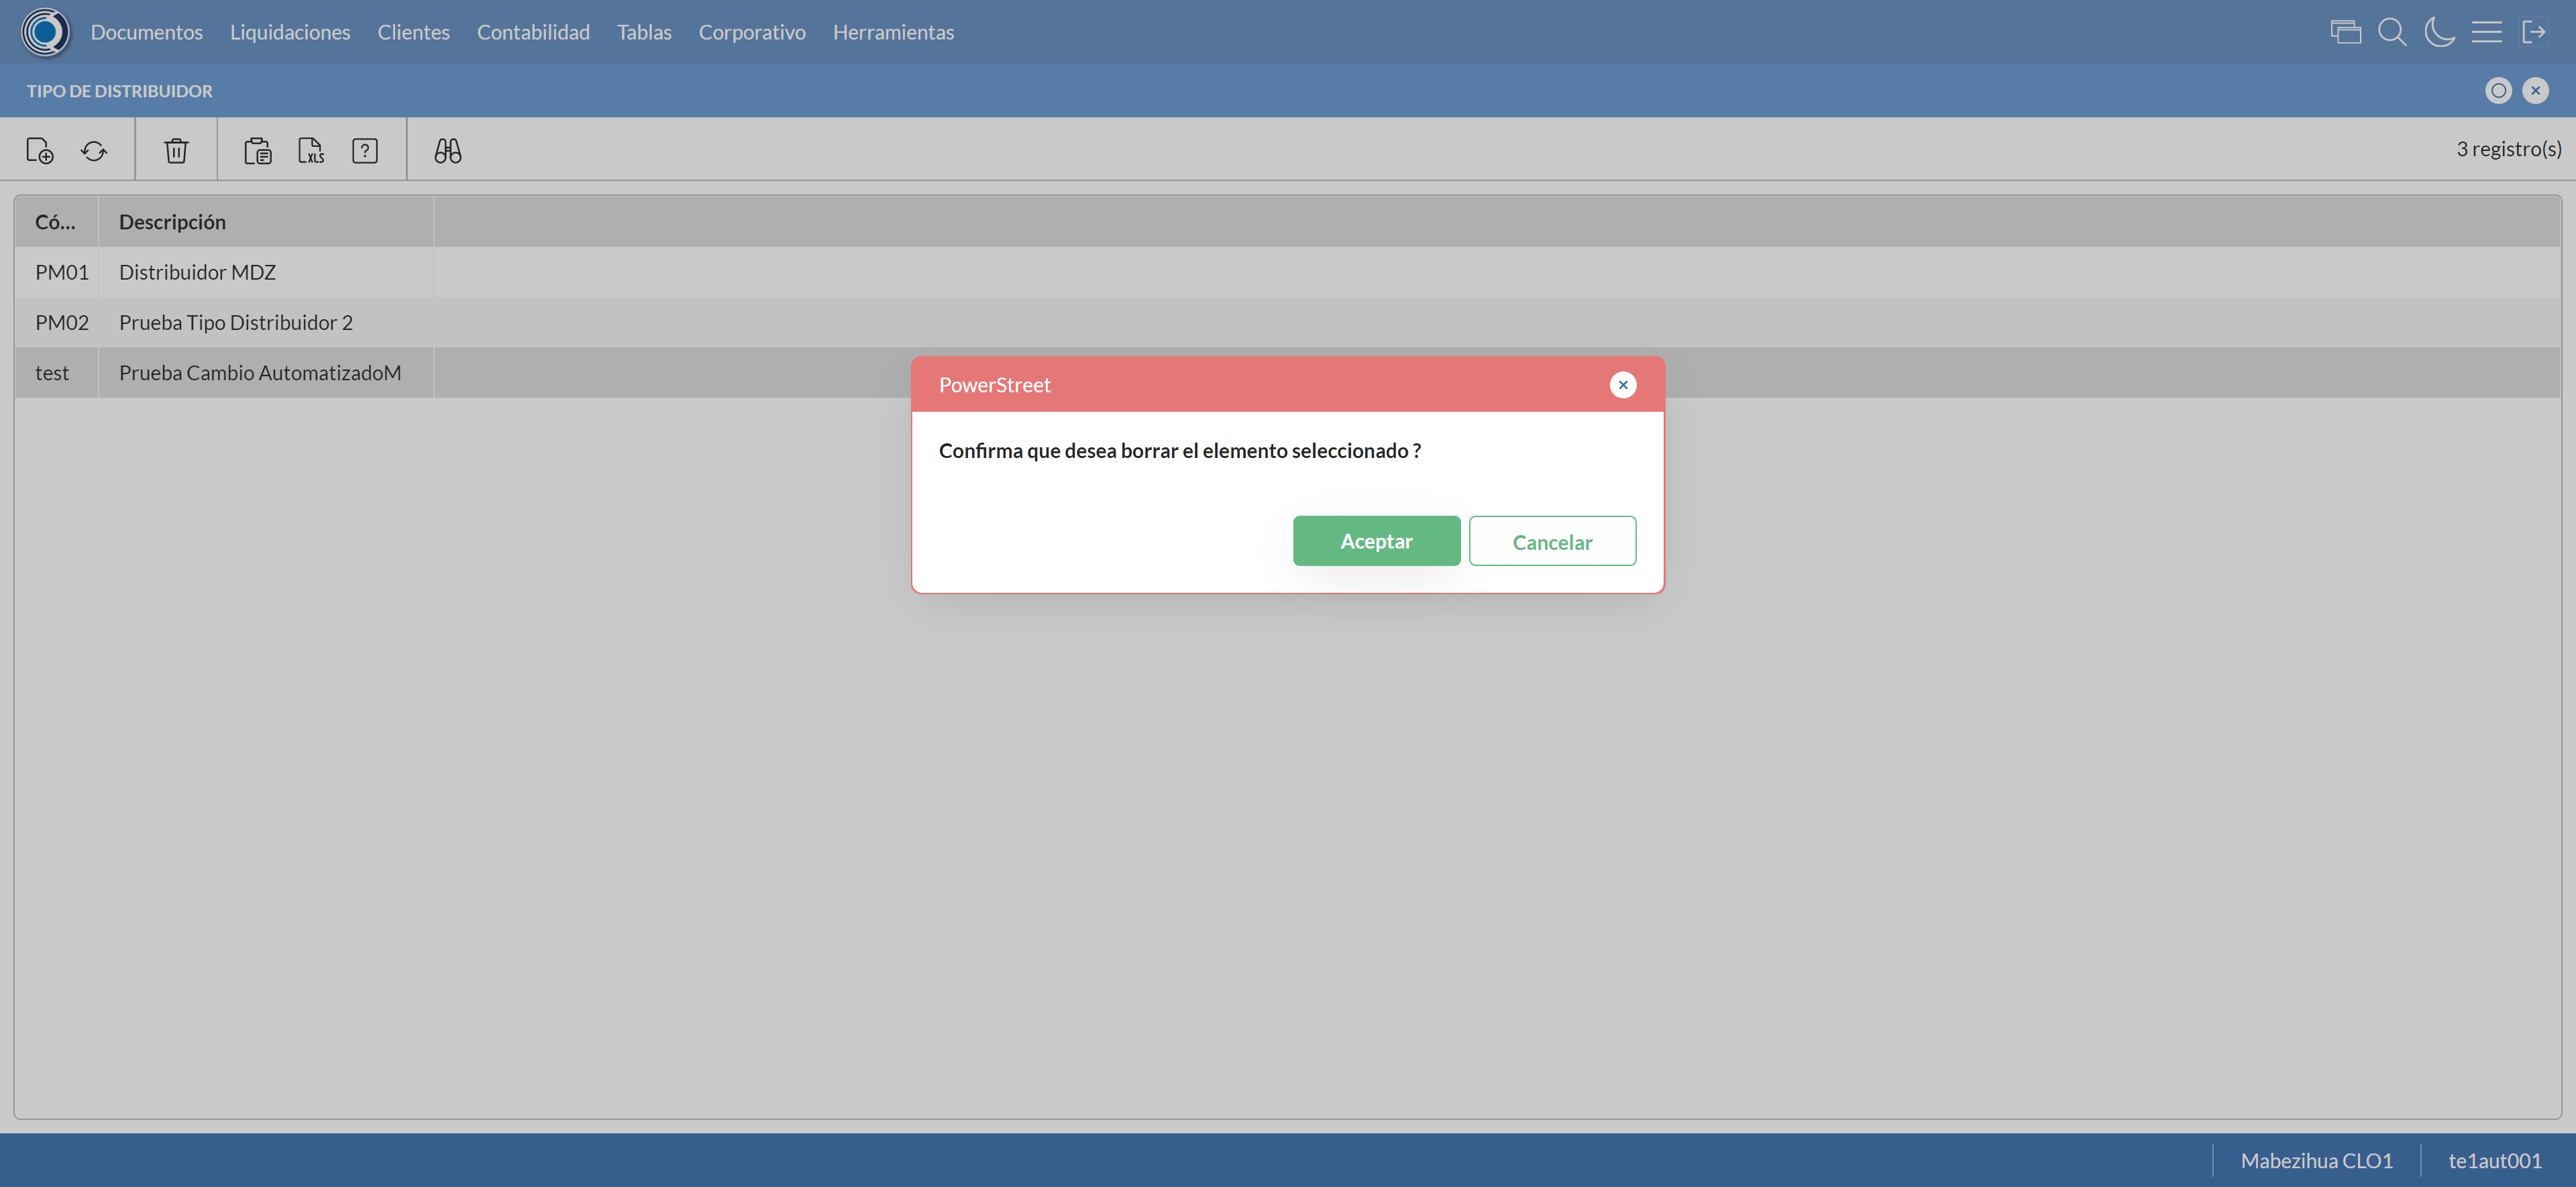 Documentos Liquidaciones Clientes Contabilidad Tablas Corporativo Herramientas
TIPO DE DISTRIBUIDOR
XLS ? 3 registro(s)
Có... Descripción
PM01 Distribuidor MDZ
PM02 Prueba Tipo Distribuidor 2
test Prueba Cambio AutomatizadoM
PowerStreet
Confirma que desea borrar el elemento seleccionado ?
Aceptar Cancelar
Mabezihua CLO1 te1aut001